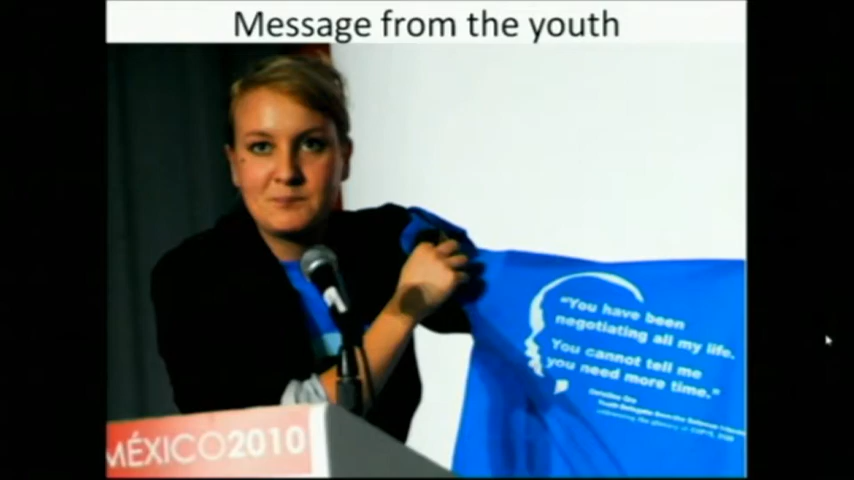 Message from the youth
"You have been
negotiating all my life.
You cannot tell me
you need more time."
MÉXICO2010